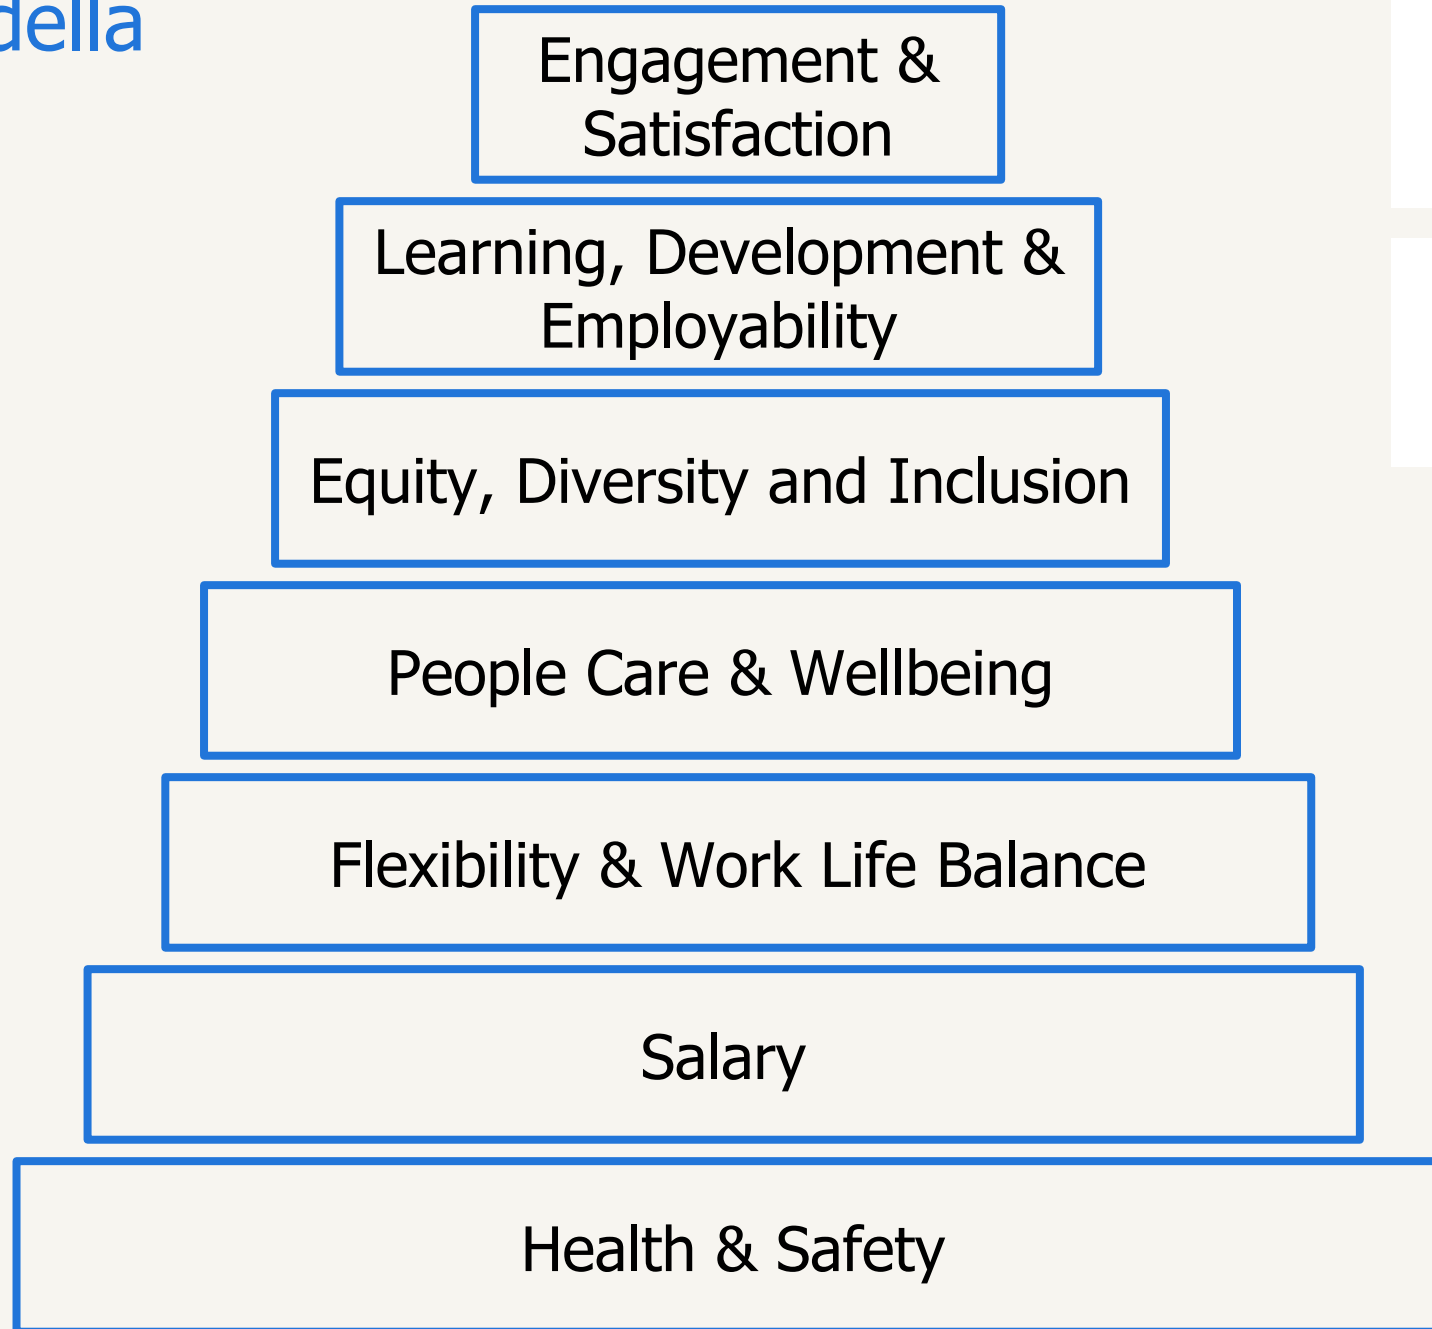 della
Engagement &
Satisfaction
Learning, Development &
Employability
Equity, Diversity and Inclusion
People Care & Wellbeing
Flexibility & Work Life Balance
Salary
Health & Safety